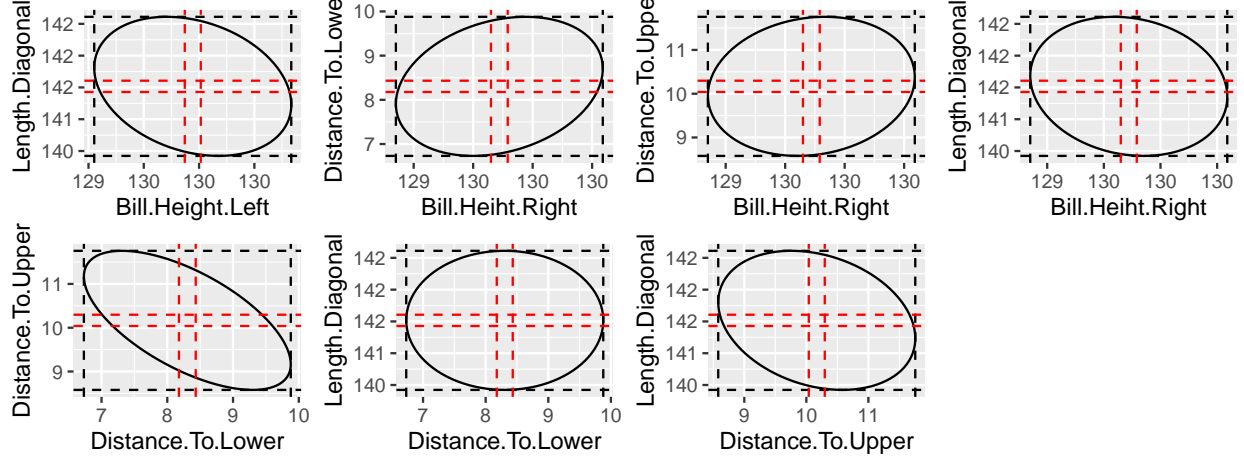 Length.Diagonal
142
142
142
141
140
129 130 130 130
Bill.Height.Left
Distance.To.Lowe
10
9
8
7
129 130 130 130
Bill.Heiht.Right
Distance.To.Uppe
11
10
9
129 130 130 130
Bill.Heiht.Right
Length.Diagonal
142
142
142
141
140
129 130 130 130
Bill.Heiht.Right
Distance.To.Upper
11
10
9
7 8 9 10
Distance.To.Lower
Length.Diagonal
142
142
142
141
140
7 8 9 10
Distance.To.Lower
Length.Diagonal
142
142
142
141
140
9 10 11
Distance.To.Upper